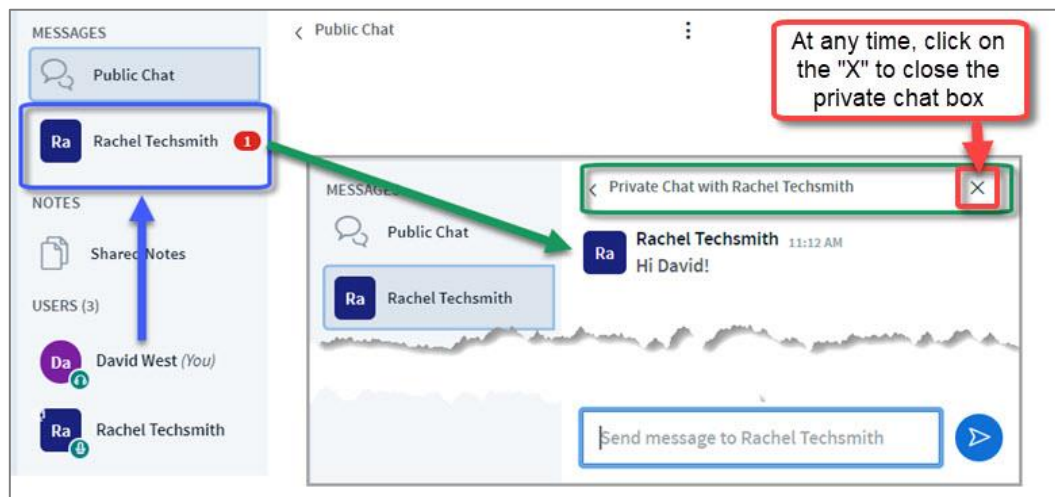 MESSAGES
Public Chat
Ra Rachel Techsmith 1
NOTES
Shared Notes
USERS (3)
Da David West (You)
Ra Rachel Techsmith
Public Chat
At any time, click on
the "X" to close the
private chat box
MESSAGES
Public Chat
Ra Rachel Techsmith
Private Chat with Rachel Techsmith
Ra Rachel Techsmith 11:12 AM
Hi David!
Send message to Rachel Techsmith